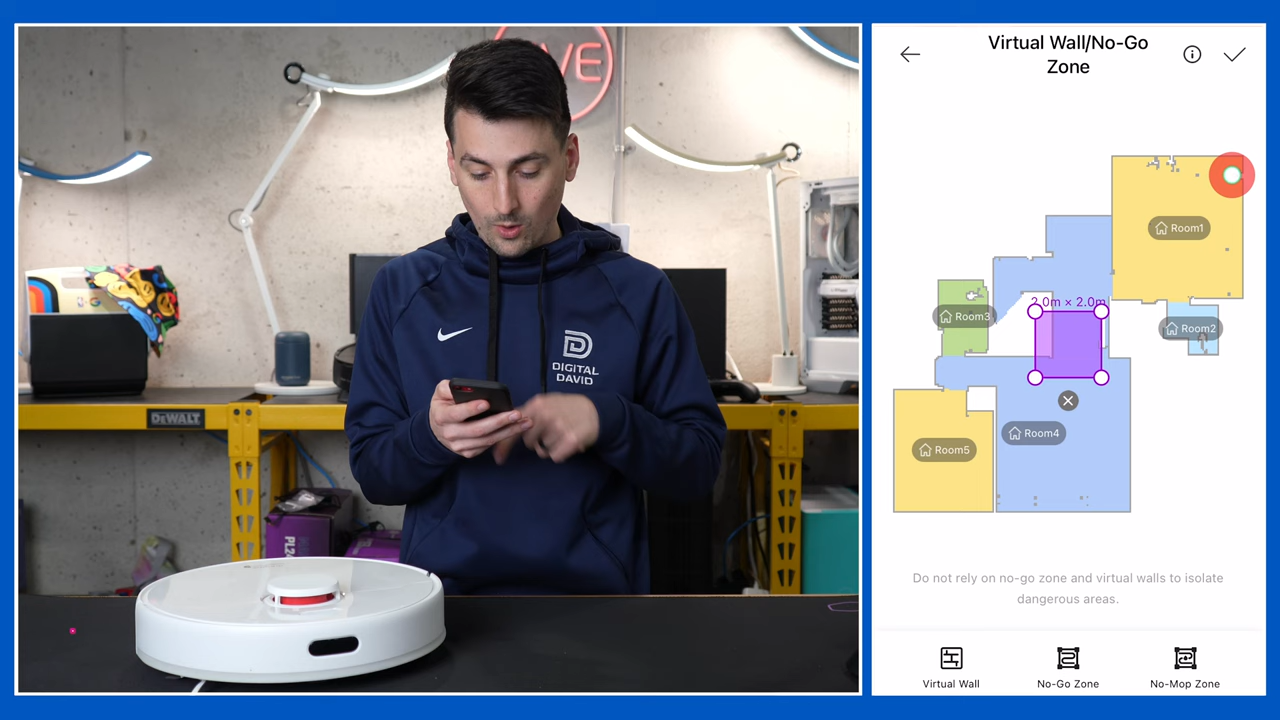 VE
DEWALT
PL24
DIGITAL
DAVID
Virtual Wall/No-Go
Zone
Room1
2.0m × 2.0m
Room3
Room2
Room4
Room5
Do not rely on no-go zone and virtual walls to isolate
dangerous areas.
Virtual Wall
No-Go Zone
No-Mop Zone